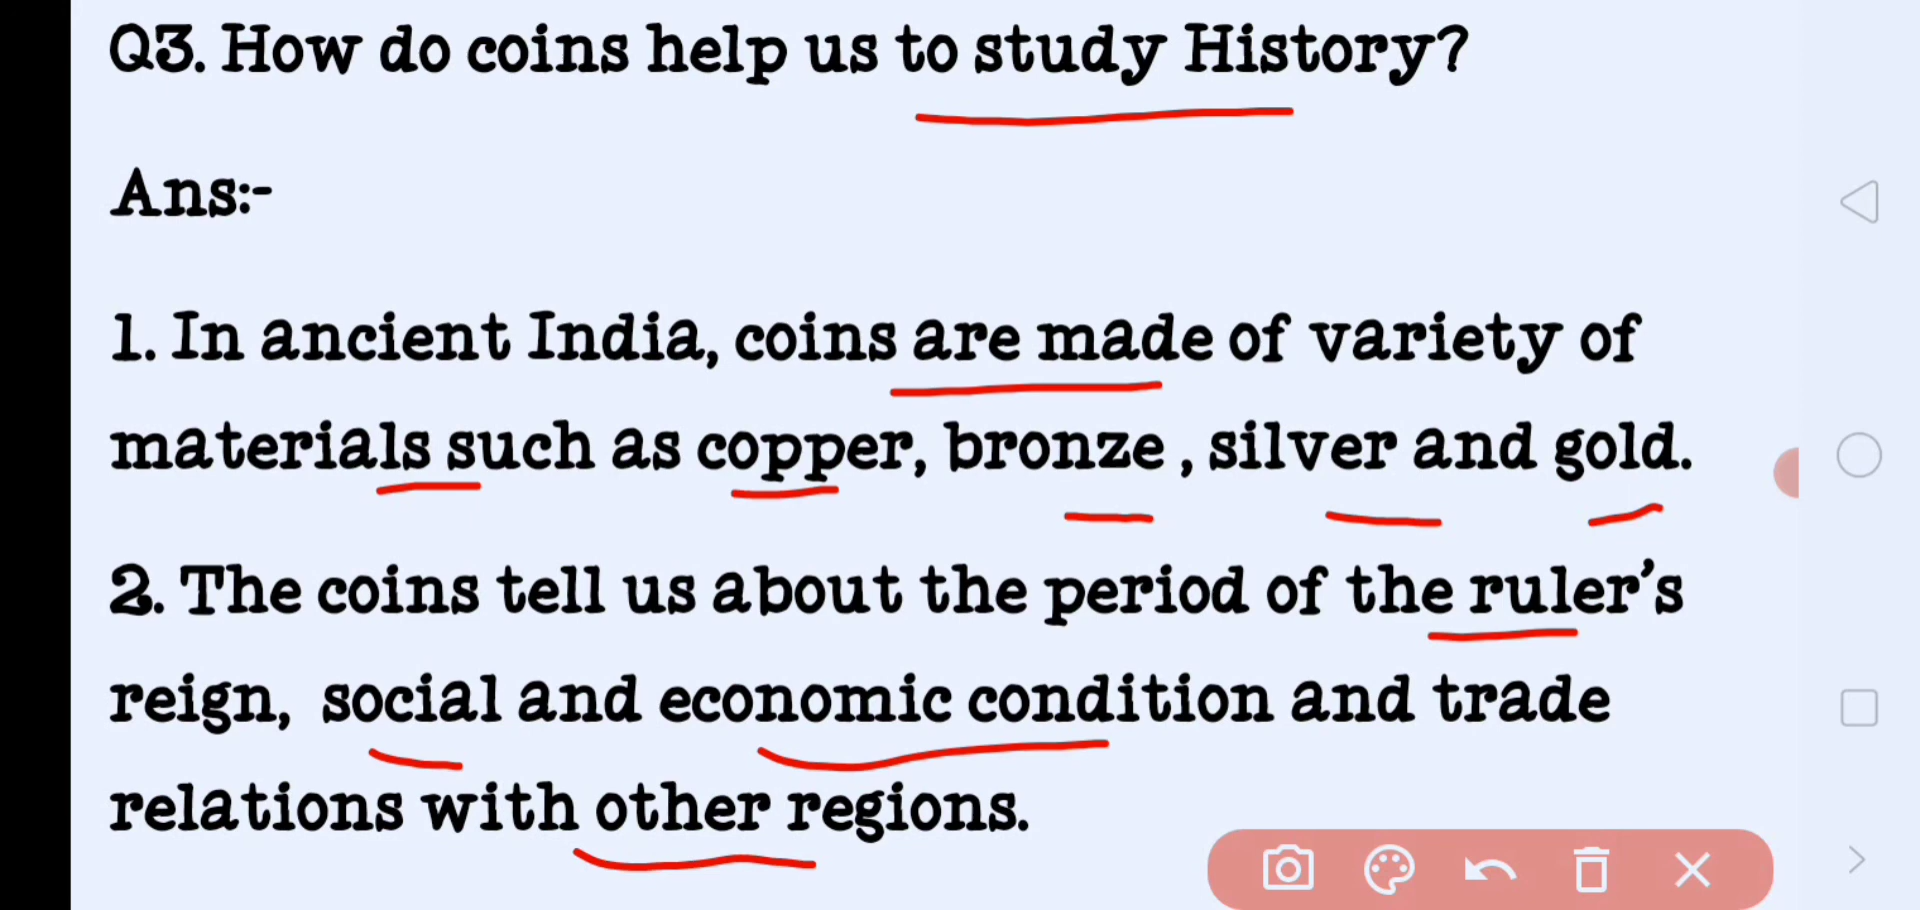 Q3. How do coins help us to study History?
Ans:-
1. In ancient India, coins are made of variety of
materials such as copper, bronze , silver and gold.
2. The coins tell us about the period of the ruler's
reign, social and economic condition and trade
relations with other regions.